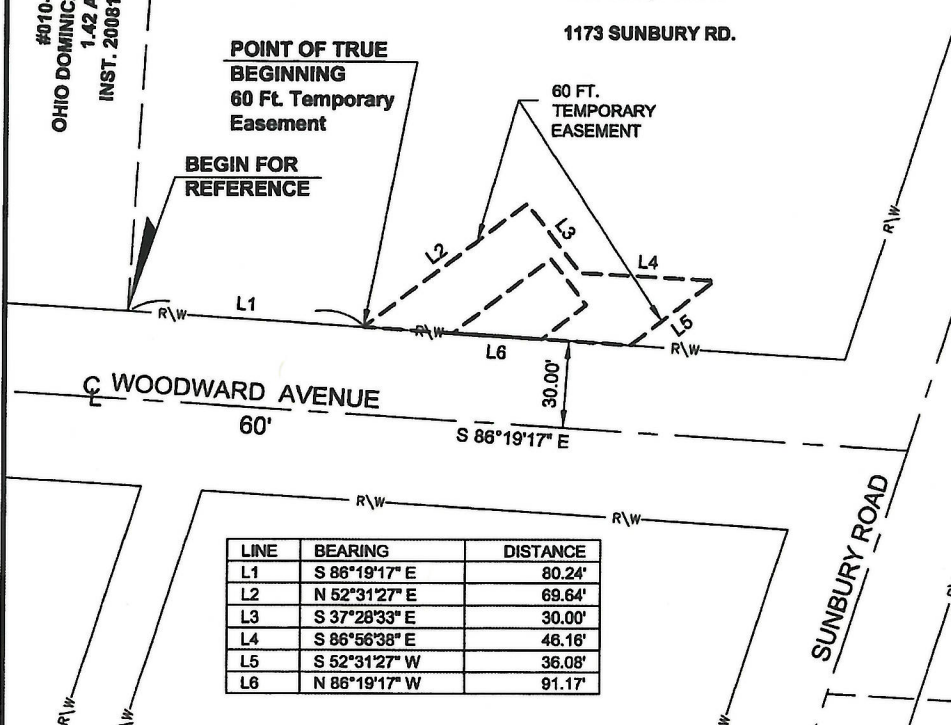 #010-
OHIO DOMINIC
1.42 A
INST. 20081
1173 SUNBURY RD.
POINT OF TRUE
BEGINNING
60 Ft. Temporary
Easement
60 FT.
TEMPORARY
EASEMENT
BEGIN FOR
REFERENCE
R\W
L2
L3
L4
L5
L1
R\W
R\W
L6
R\W
30.00'
CL WOODWARD AVENUE
60'
S 86°19'17" E
R\W
R\W
SUNBURY ROAD
LINE BEARING DISTANCE
L1 S 86°19'17" E 80.24'
L2 N 52°31'27" E 69.64'
L3 S 37°28'33" E 30.00'
L4 S 86°56'38" E 46.16'
L5 S 52°31'27" W 36.08'
L6 N 86°19'17" W 91.17'
R\W